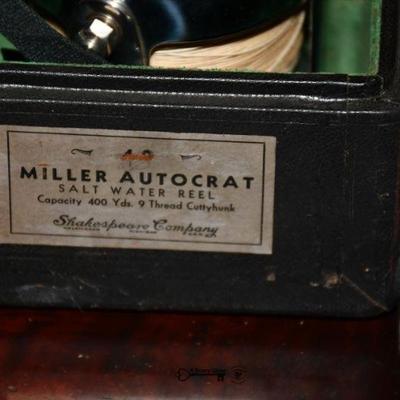 MILLER AUTOCRAT
SALT WATER REEL
Capacity 400 Yds. 9 Thread Cuttyhunk
Shakespeare Company